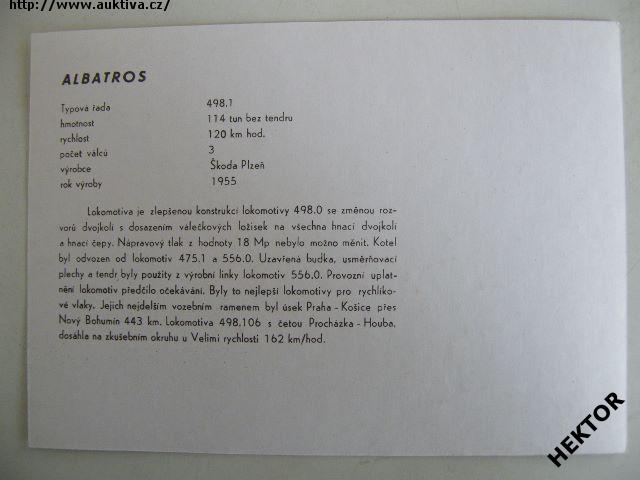 http://www.auktiva.cz/
ALBATROS
Typová řada 498.1
hmotnost 114 tun bez tendru
rychlost 120 km hod.
počet válců 3
výrobce Škoda Plzeň
rok výroby 1955
Lokomotiva je zlepšenou konstrukcí lokomotivy 498.0 se změnou roz-
vorů dvojkolí s dosazením válečkových ložisek na všechna hnací dvojkolí
a hnací čepy. Nápravový tlak z hodnoty 18 Mp nebylo možno měnit. Kotel
byl odvozen od lokomotiv 475.1 a 556.0. Uzavřená budka, usměrňovací
plechy a tendr byly použity z výrobní linky lokomotiv 556.0. Provozní uplat-
nění lokomotiv předčilo očekávání. Byly to nejlepší lokomotivy pro rychlíko-
vé vlaky. Jejich nejdelším vozebním ramenem byl úsek Praha - Košice přes
Nový Bohumín 443 km. Lokomotiva 498.106 s četou Procházka - Houba,
dosáhla na zkušebním okruhu u Velimi rychlosti 162 km/hod.
HEKTOR